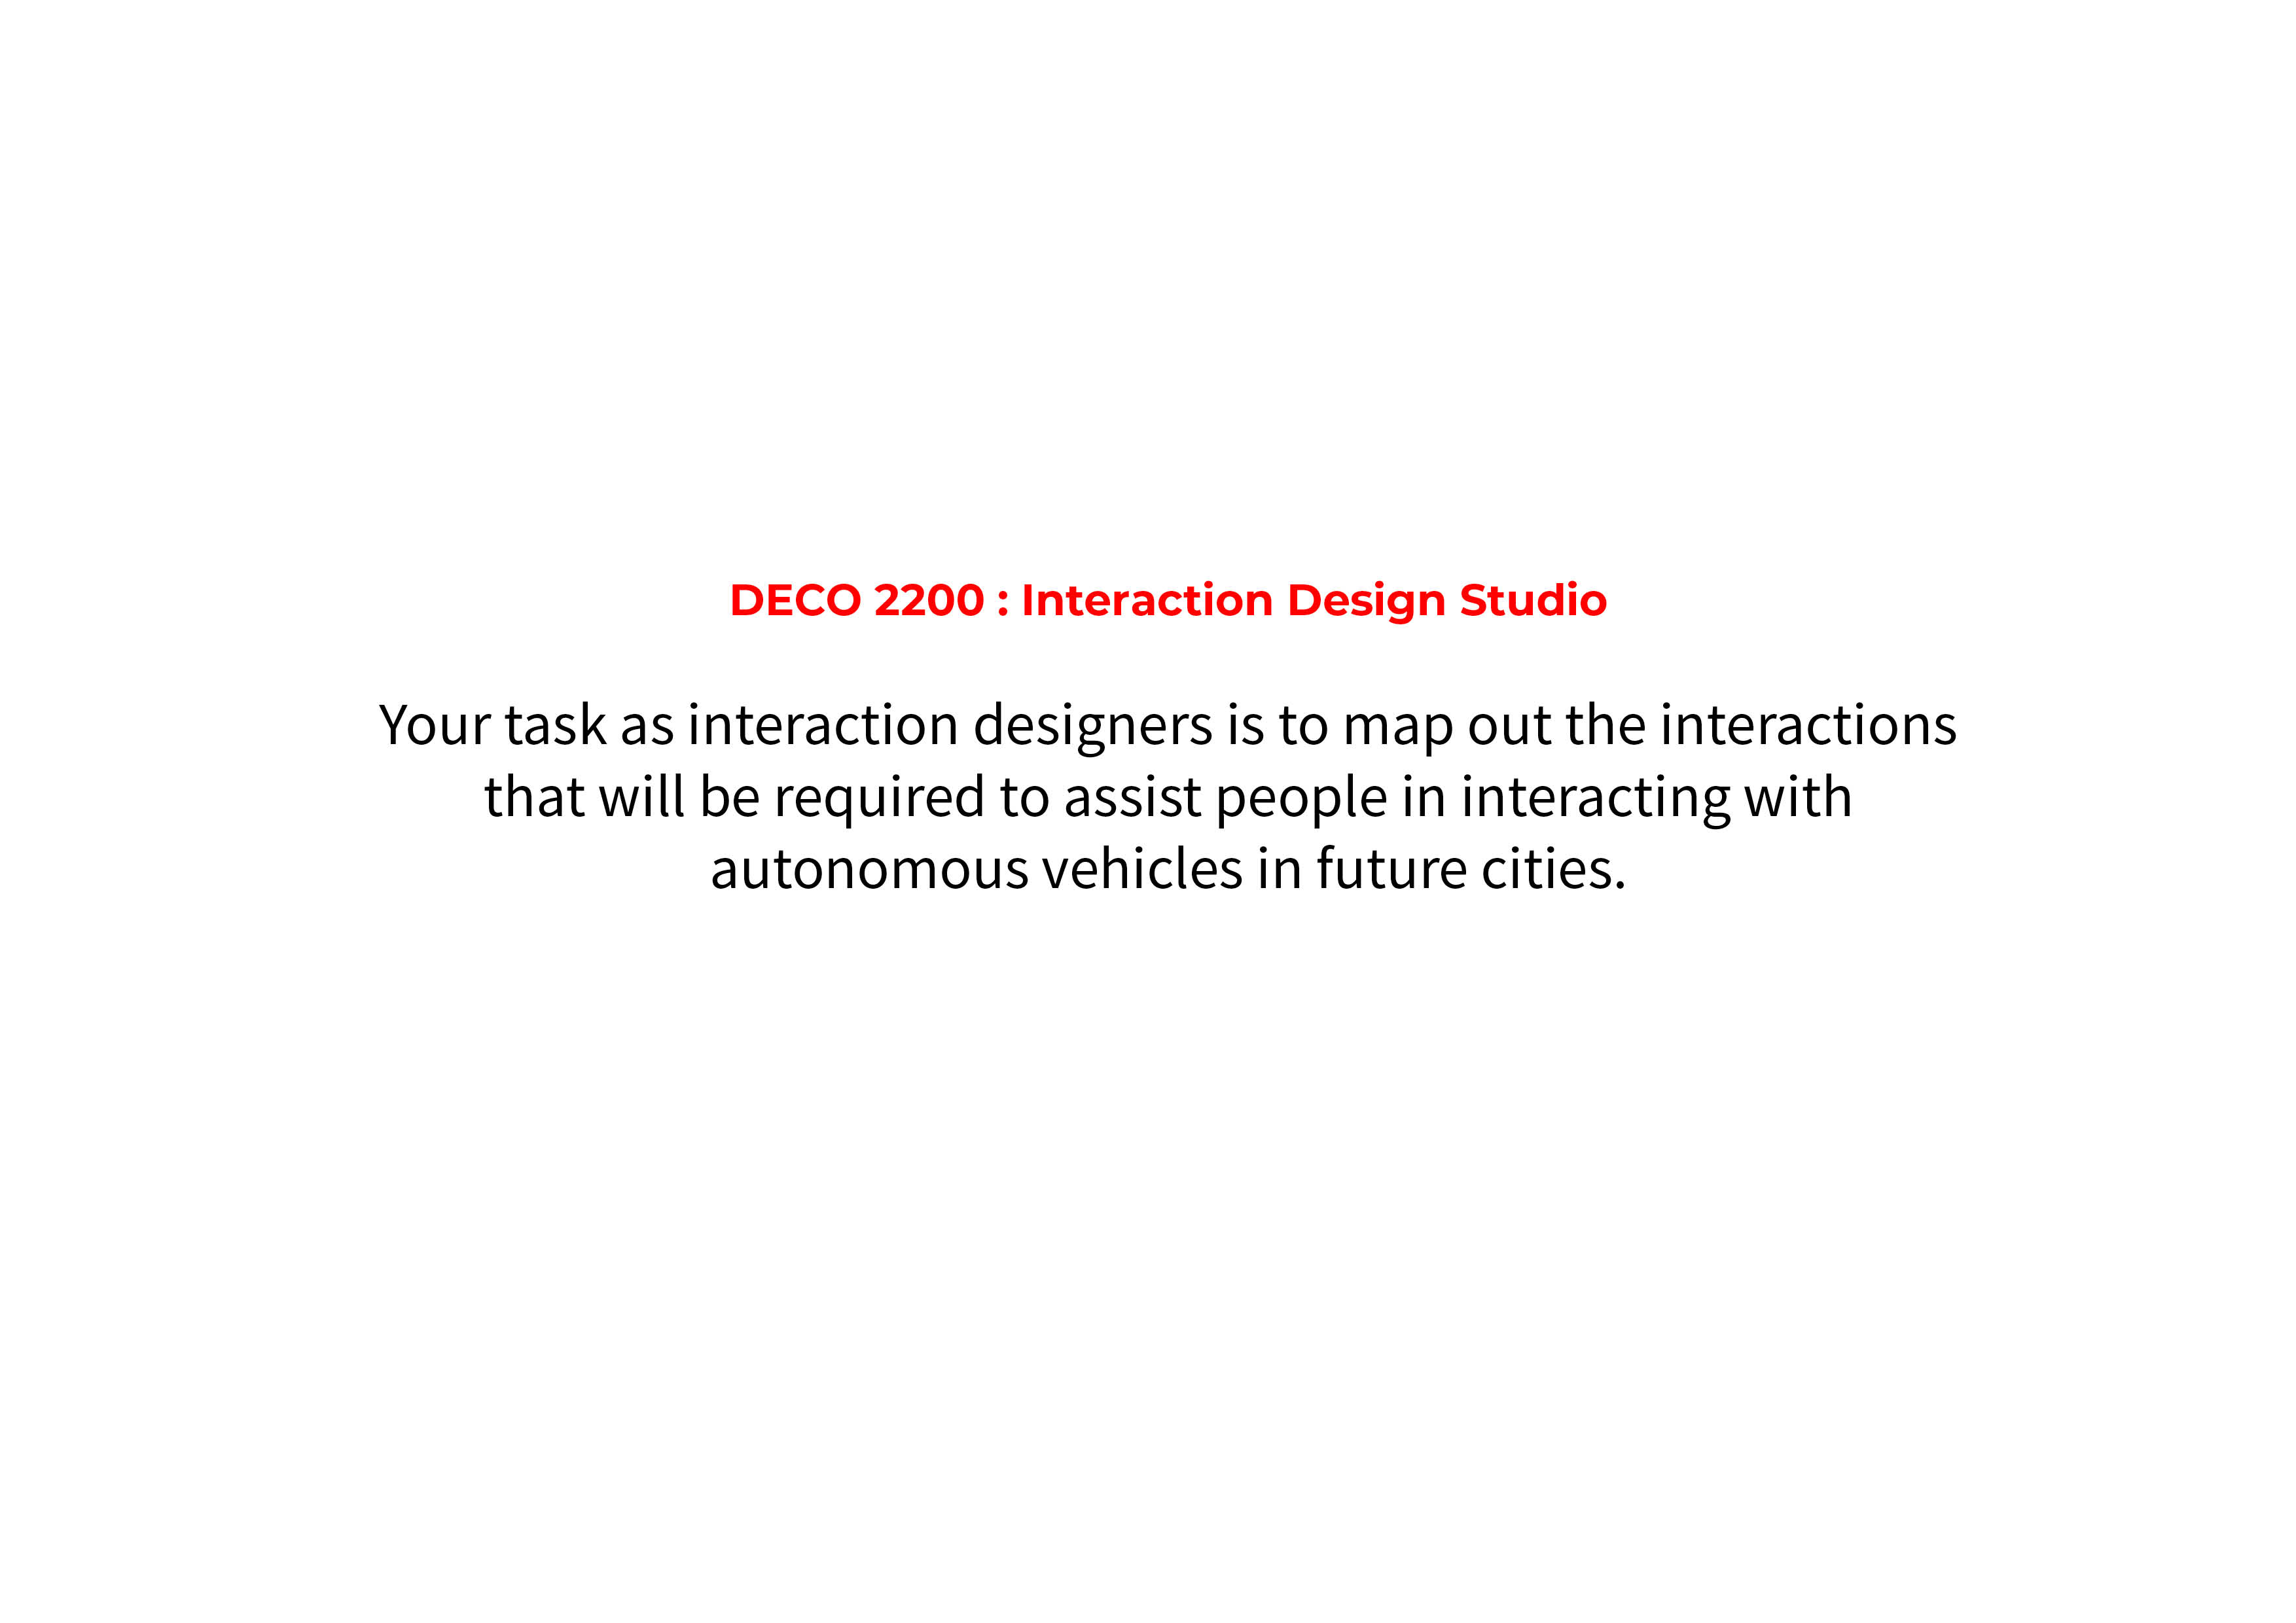 DECO 2200 : Interaction Design Studio
Your task as interaction designers is to map out the interactions
that will be required to assist people in interacting with
autonomous vehicles in future cities.